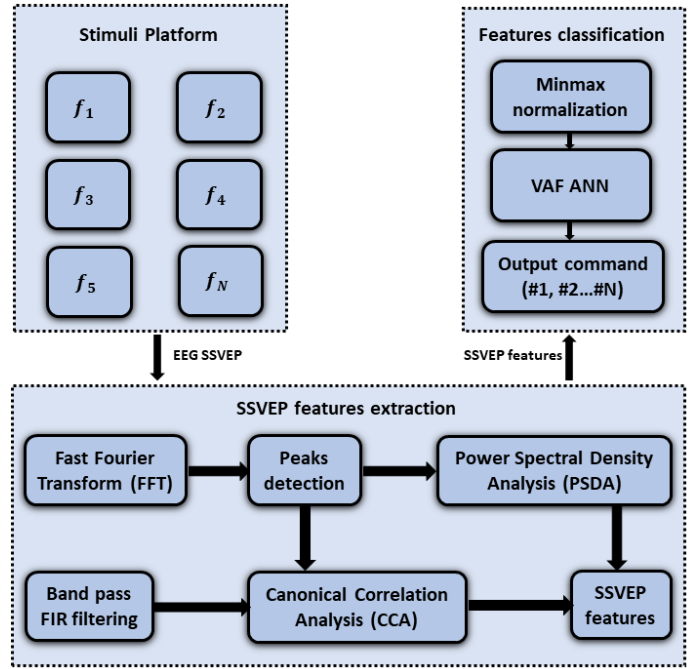 Stimuli Platform
f₁
f₂
f₃
f₄
f₅
f_N
EEG SSVEP
Features classification
Minmax
normalization
VAF ANN
Output command
(#1, #2...#N)
SSVEP features
SSVEP features extraction
Fast Fourier
Transform (FFT)
Peaks
detection
Power Spectral Density
Analysis (PSDA)
Band pass
FIR filtering
Canonical Correlation
Analysis (CCA)
SSVEP
features